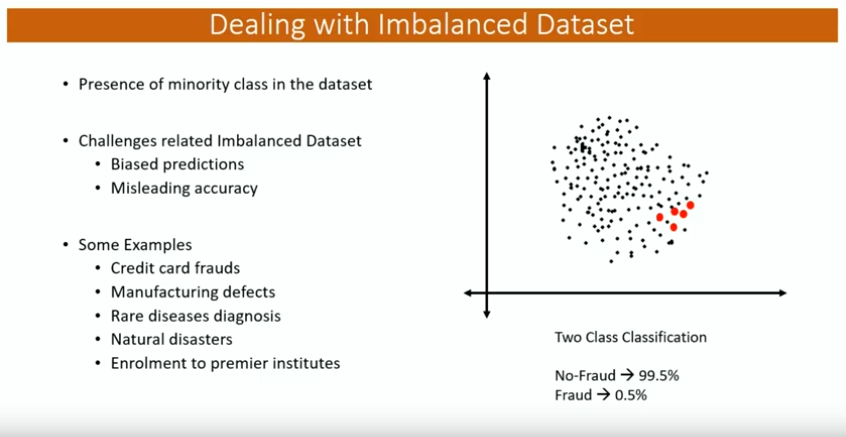 Dealing with Imbalanced Dataset
• Presence of minority class in the dataset
• Challenges related Imbalanced Dataset
• Biased predictions
• Misleading accuracy
• Some Examples
• Credit card frauds
• Manufacturing defects
• Rare diseases diagnosis
• Natural disasters
• Enrolment to premier institutes
Two Class Classification
No-Fraud → 99.5%
Fraud → 0.5%